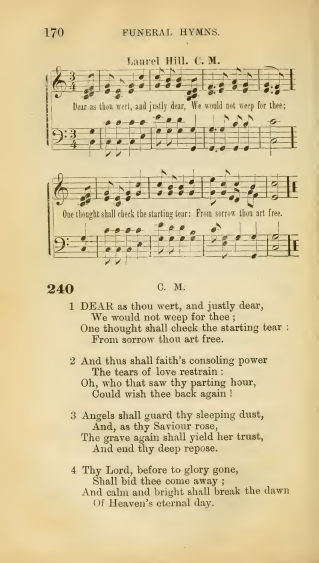 170 FUNERAL HYMNS.
Laurel Hill. C. M.
3 4
Dear as thou wert, and justly dear, We would not weep for thee;
3 4
One thought shall check the starting tear: From sorrow thou art free.
240 C. M.
1 DEAR as thou wert, and justly dear,
We would not weep for thee ;
One thought shall check the starting tear :
From sorrow thou art free.
2 And thus shall faith's consoling power
The tears of love restrain :
Oh, who that saw thy parting hour,
Could wish thee back again !
3 Angels shall guard thy sleeping dust,
And, as thy Saviour rose,
The grave again shall yield her trust,
And end thy deep repose.
4 Thy Lord, before to glory gone,
Shall bid thee come away ;
And calm and bright shall break the dawn
Of Heaven's eternal day.